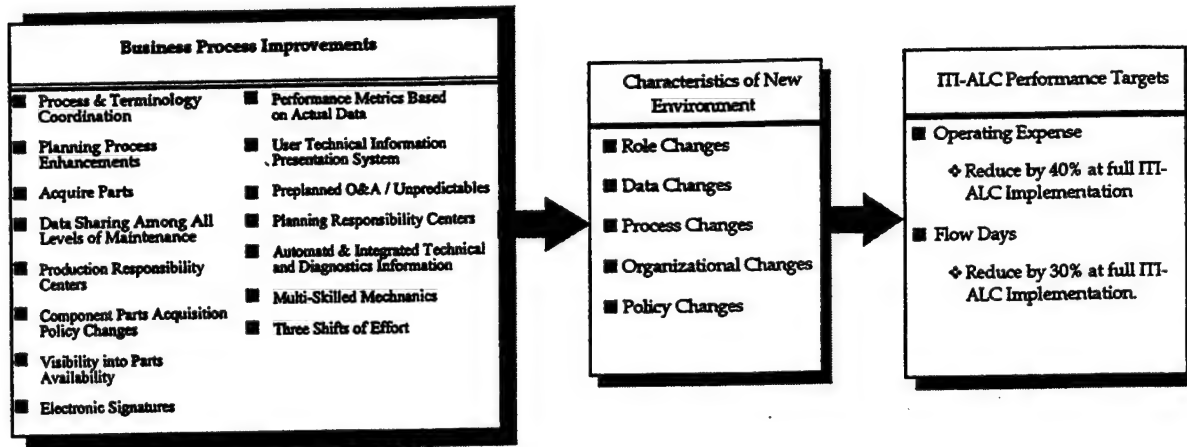 Business Process Improvements
Process & Terminology
Coordination
Planning Process
Enhancements
Acquire Parts
Data Sharing Among All
Levels of Maintenance
Production Responsibility
Centers
Component Parts Acquisition
Policy Changes
Visibility into Parts
Availability
Electronic Signatures
Performance Metrics Based
on Actual Data
User Technical Information
Presentation System
Preplanned O&A / Unpredictables
Planning Responsibility Centers
Automatd & Integrated Technical
and Diagnostics Information
Multi-Skilled Mechnanics
Three Shifts of Effort
Characteristics of New
Environment
Role Changes
Data Changes
Process Changes
Organizational Changes
Policy Changes
ITI-ALC Performance Targets
Operating Expense
Reduce by 40% at full ITI-
ALC Implementation
Flow Days
Reduce by 30% at full ITI-
ALC Implementation.